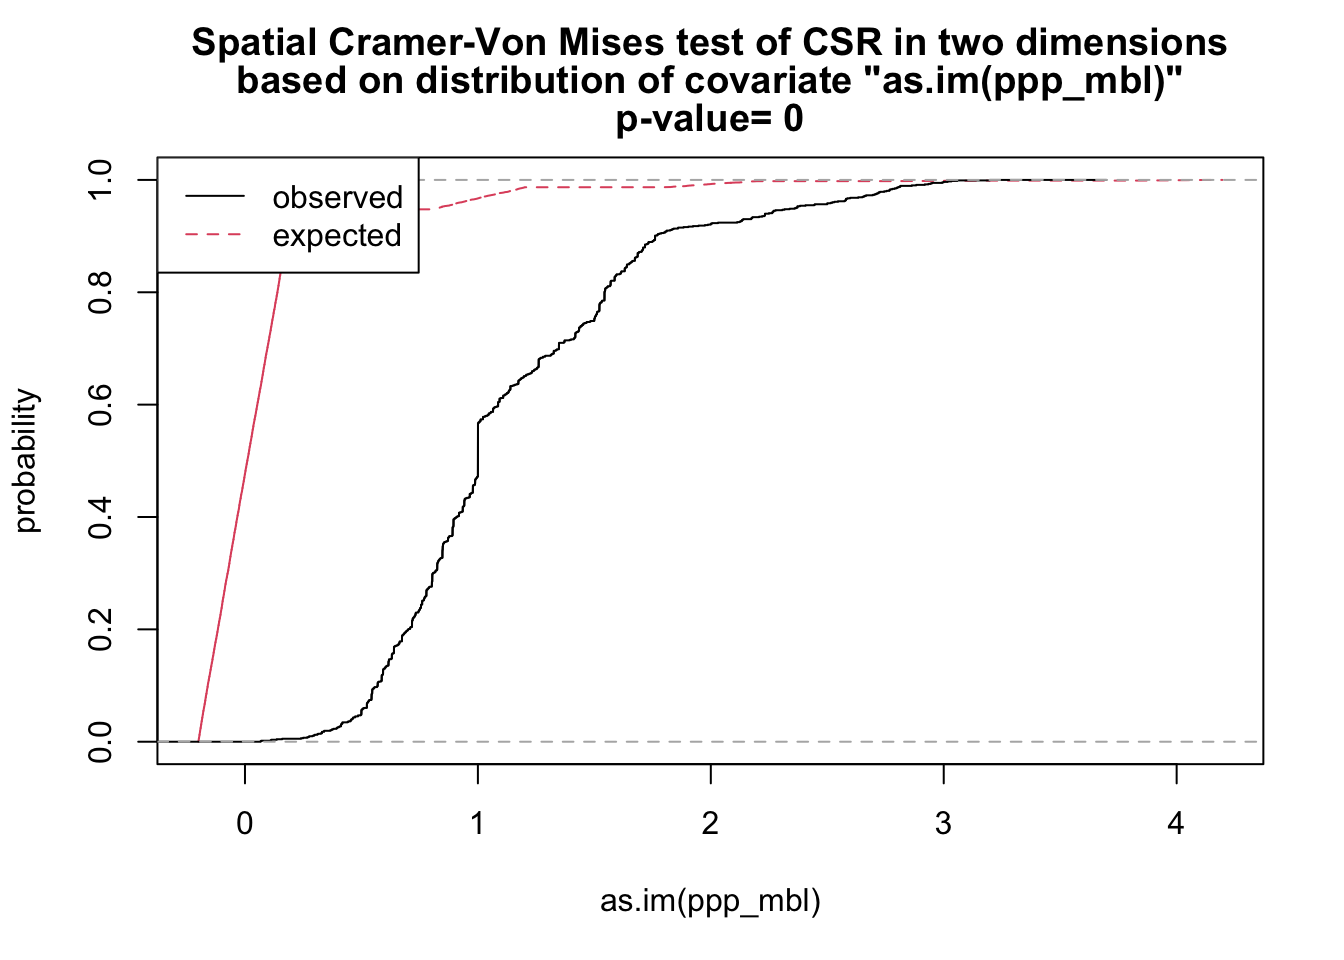 Spatial Cramer-Von Mises test of CSR in two dimensions
based on distribution of covariate "as.im(ppp_mbl)"
p-value= 0
observed
expected
1.0
0.8
0.6
0.4
0.2
0.0
probability
0 1 2 3 4
as.im(ppp_mbl)